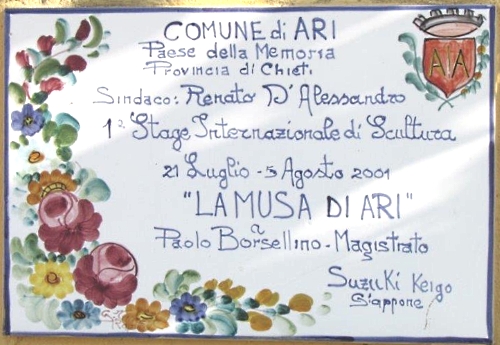 COMUNE di ARI
Paese della Memoria
Provincia di Chieti
Sindaco: Renato D'Alessandro
1° Stage Internazionale di Scultura
21 Luglio - 5 Agosto 2001
"LA MUSA DI ARI"
a
Paolo Borsellino - Magistrato
Suzuki Keigo
Giappone